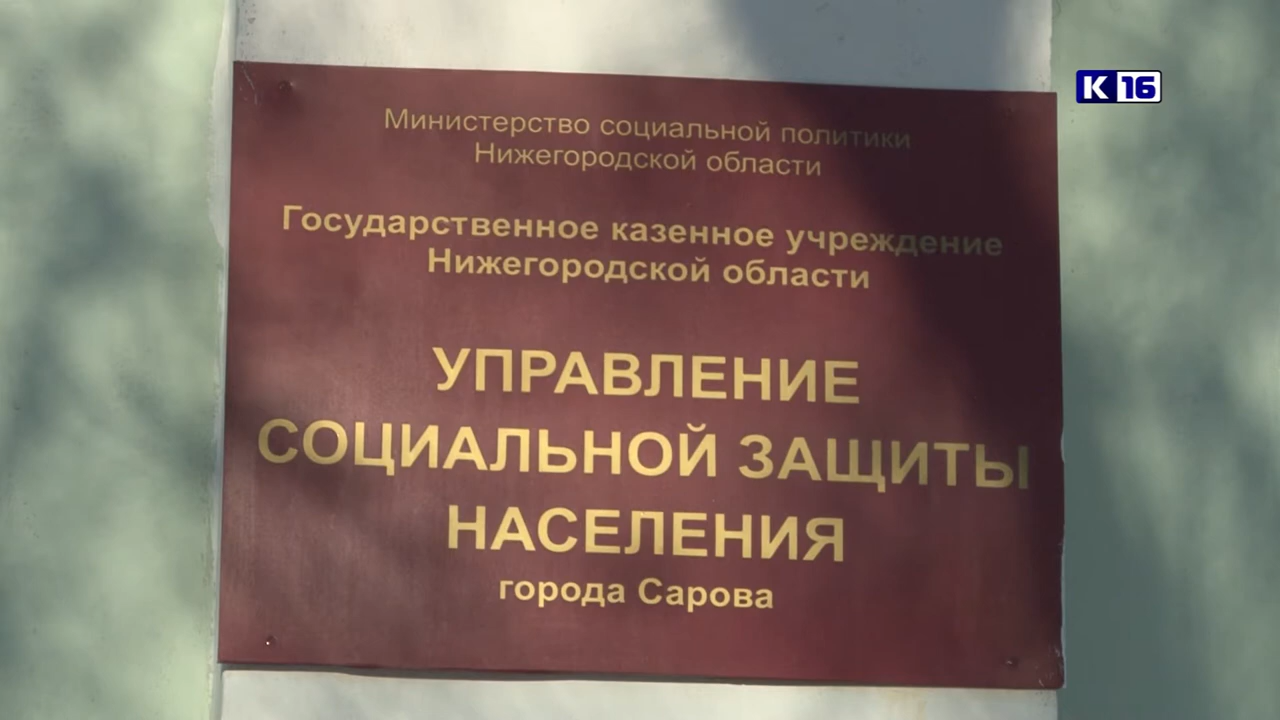 К 16
Министерство социальной политики
Нижегородской области
Государственное казенное учреждение
Нижегородской области
УПРАВЛЕНИЕ
СОЦИАЛЬНОЙ ЗАЩИТЫ
НАСЕЛЕНИЯ
города Сарова